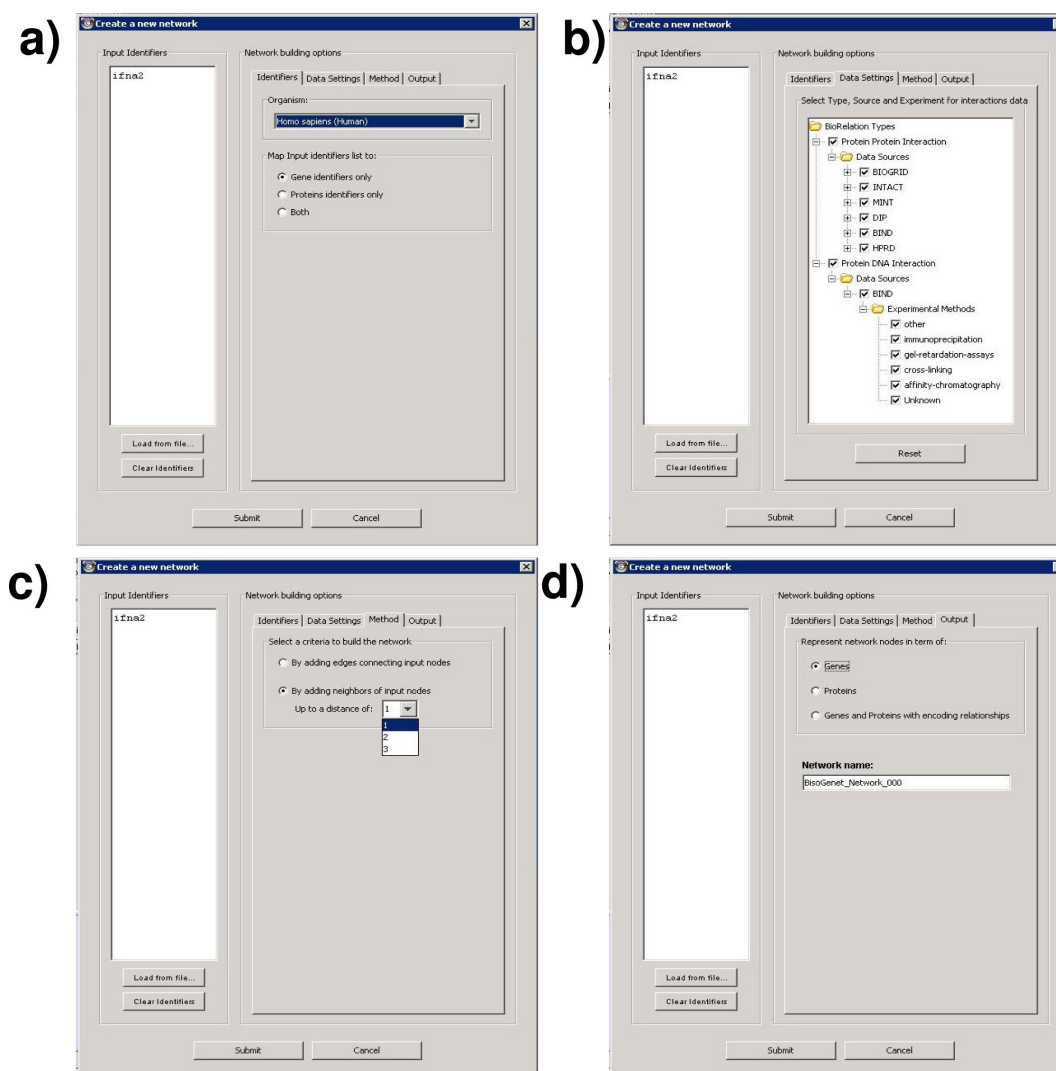 a)
Create a new network
Input Identifiers
ifna2
Load from file...
Clear Identifiers
Network building options
Identifiers Data Settings Method Output
Organism:
Homo sapiens (Human)
Map Input identifiers list to:
Gene identifiers only
Proteins identifiers only
Both
Submit Cancel
b)
Create a new network
Input Identifiers
ifna2
Load from file...
Clear Identifiers
Network building options
Identifiers Data Settings Method Output
Select Type, Source and Experiment for interactions data
BioRelation Types
Protein Protein Interaction
Data Sources
BIOGRID
INTACT
MINT
DIP
BIND
HPRD
Protein DNA Interaction
Data Sources
BIND
Experimental Methods
other
immunoprecipitation
gel-retardation-assays
cross-linking
affinity-chromatography
Unknown
Reset
Submit Cancel
c)
Create a new network
Input Identifiers
ifna2
Load from file...
Clear Identifiers
Network building options
Identifiers Data Settings Method Output
Select a criteria to build the network
By adding edges connecting input nodes
By adding neighbors of input nodes
Up to a distance of: 1
1
2
3
Submit Cancel
d)
Create a new network
Input Identifiers
ifna2
Load from file...
Clear Identifiers
Network building options
Identifiers Data Settings Method Output
Represent network nodes in term of:
Genes
Proteins
Genes and Proteins with encoding relationships
Network name:
BisoGenet_Network_000
Submit Cancel